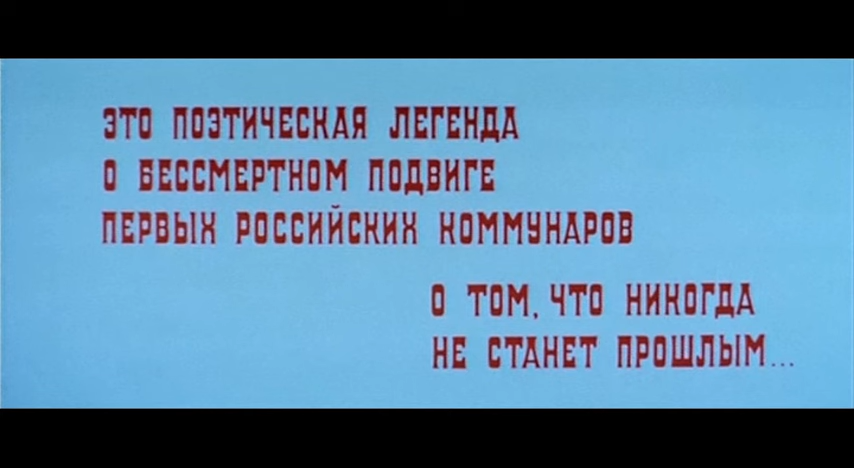 ЭТО ПОЭТИЧЕСКАЯ ЛЕГЕНДА
О БЕССМЕРТНОМ ПОДВИГЕ
ПЕРВЫХ РОССИЙСКИХ КОММУНАРОВ
О ТОМ, ЧТО НИКОГДА
НЕ СТАНЕТ ПРОШЛЫМ...